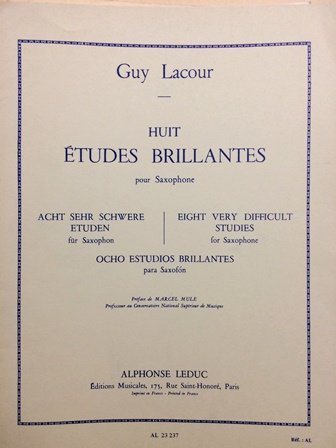 Guy Lacour
HUIT
ÉTUDES BRILLANTES
pour Saxophone
ACHT SEHR SCHWERE
ETUDEN
für Saxophon
EIGHT VERY DIFFICULT
STUDIES
for Saxophone
OCHO ESTUDIOS BRILLANTES
para Saxofón
Préface de MARCEL MULE
Professeur au Conservatoire National Supérieur de Musique
ALPHONSE LEDUC
Éditions Musicales, 175, Rue Saint-Honoré, Paris
Imprimé en France - Printed in France
AL 23 237
Réf. : AL